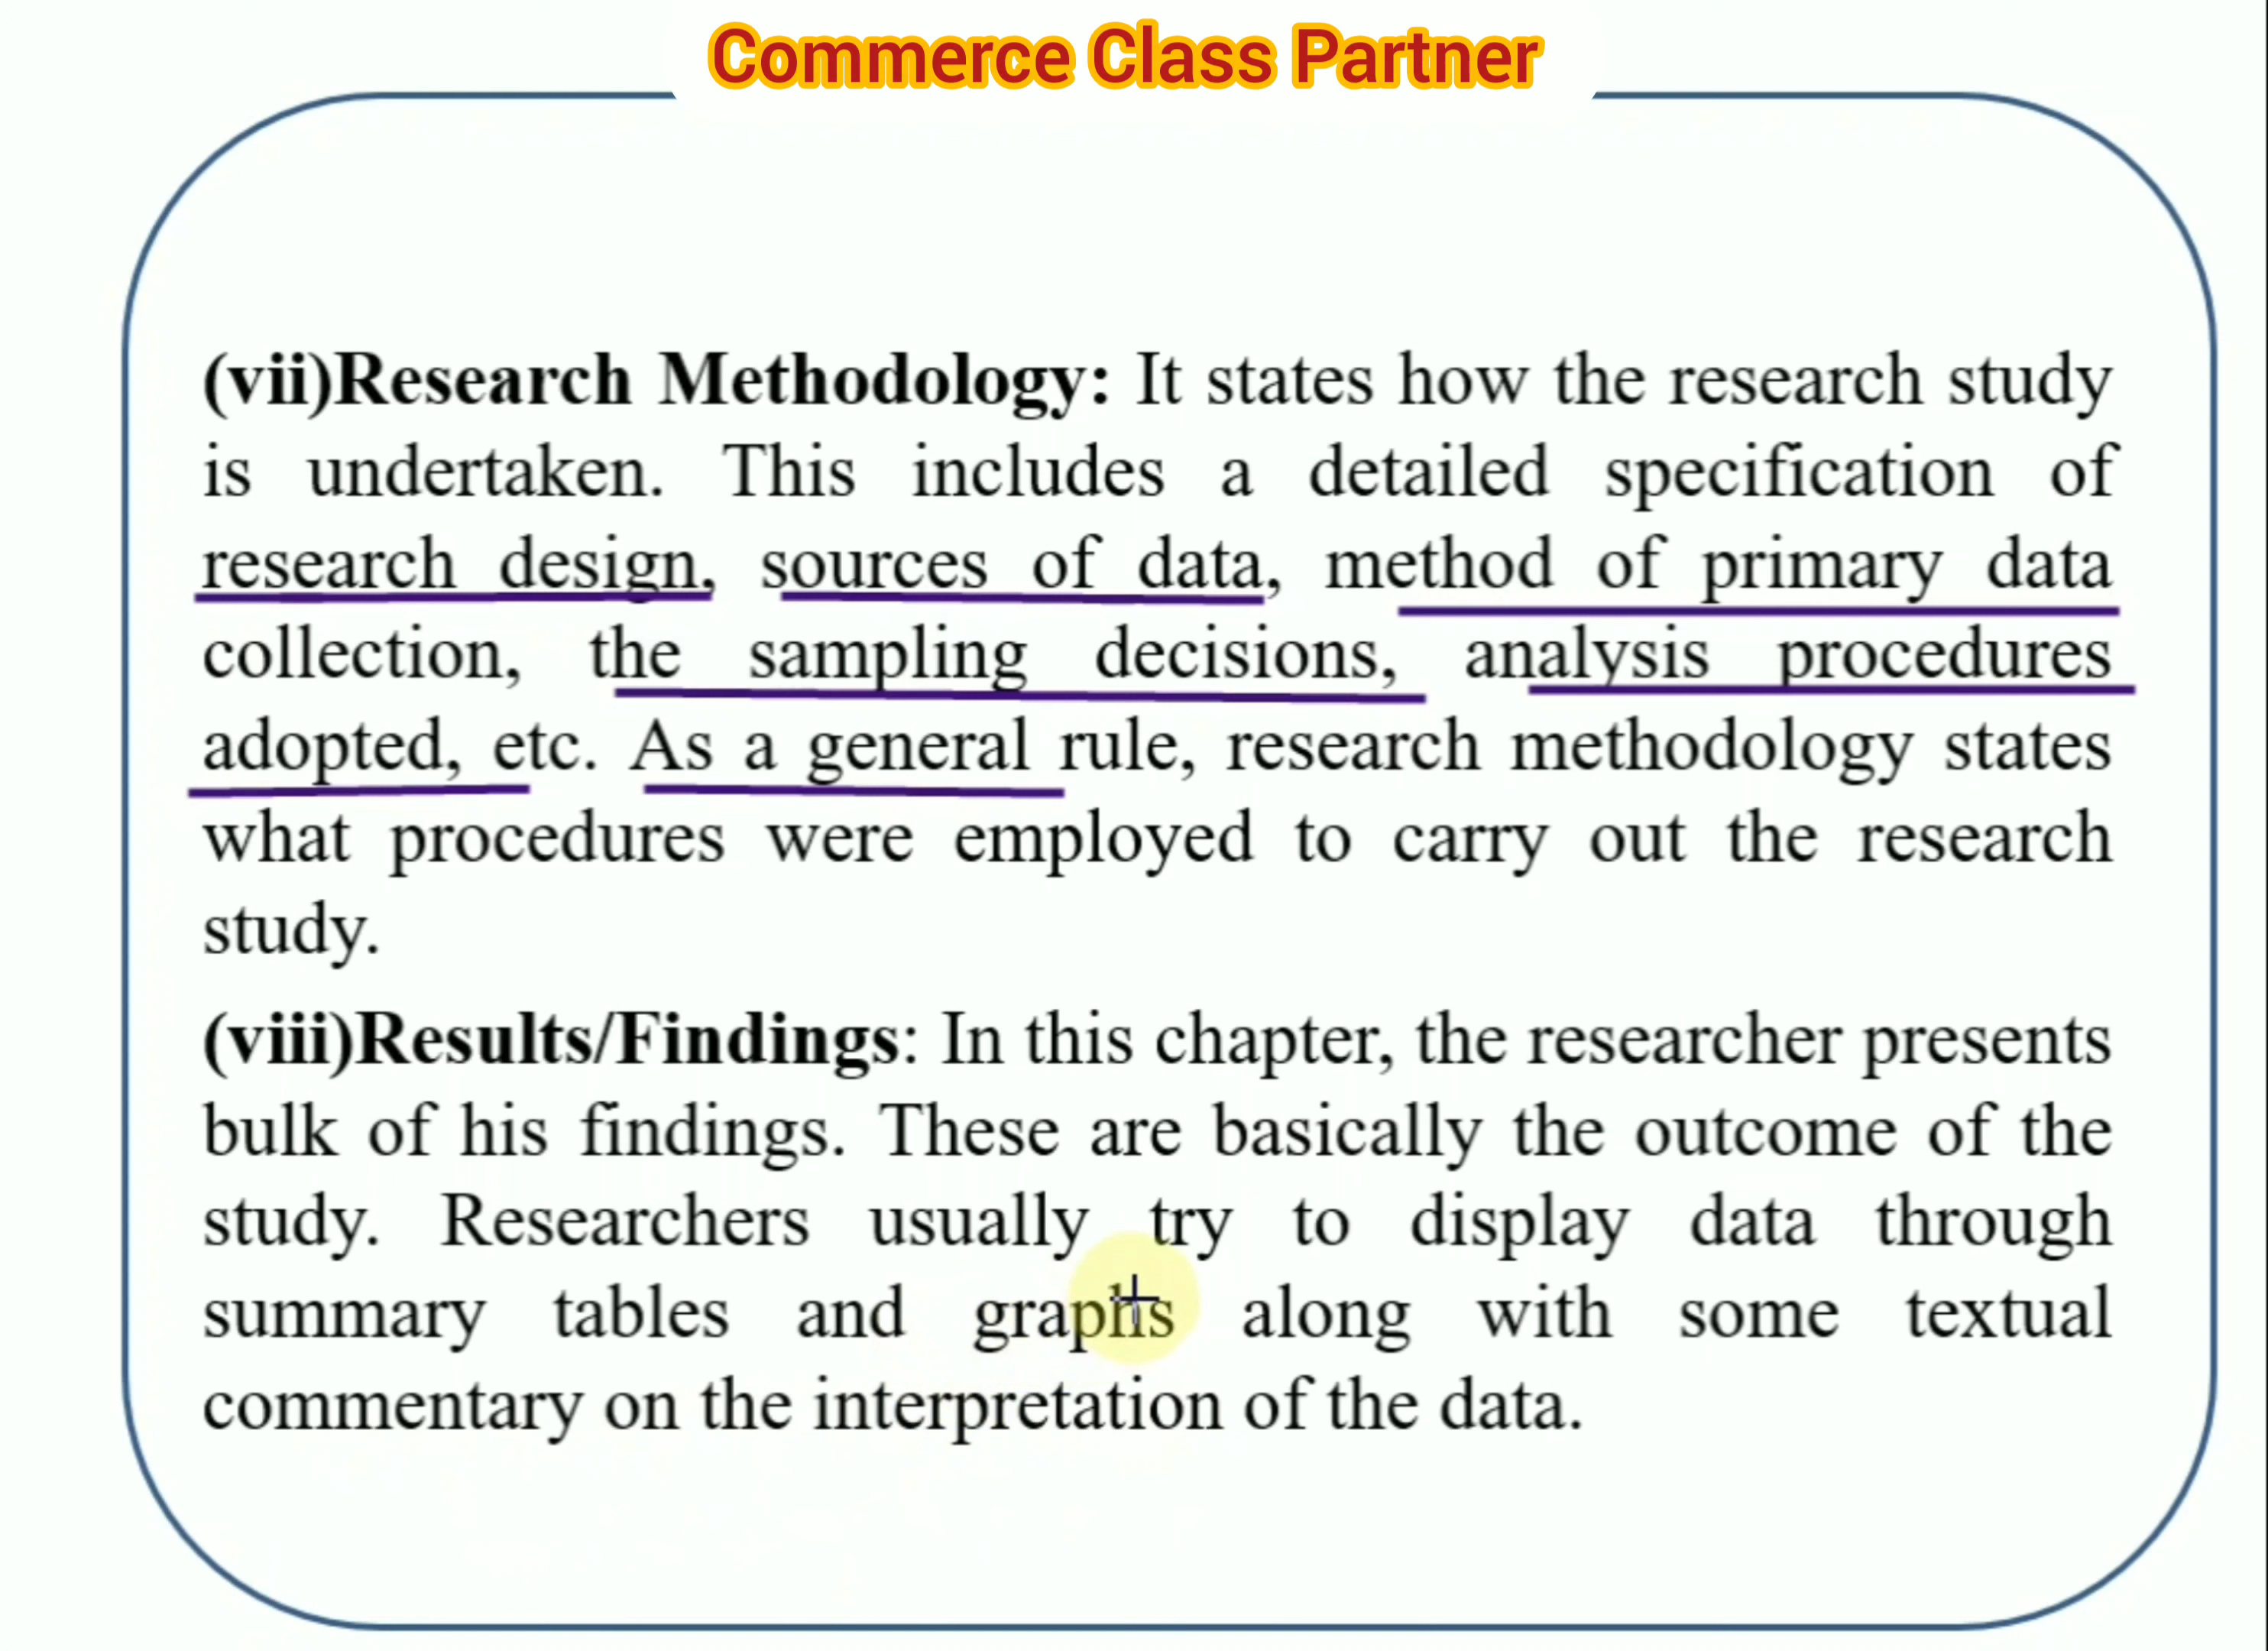 Commerce Class Partner
(vii)Research Methodology: It states how the research study
is undertaken. This includes a detailed specification of
research design, sources of data, method of primary data
collection, the sampling decisions, analysis procedures
adopted, etc. As a general rule, research methodology states
what procedures were employed to carry out the research
study.
(viii)Results/Findings: In this chapter, the researcher presents
bulk of his findings. These are basically the outcome of the
study. Researchers usually try to display data through
summary tables and graphs along with some textual
commentary on the interpretation of the data.